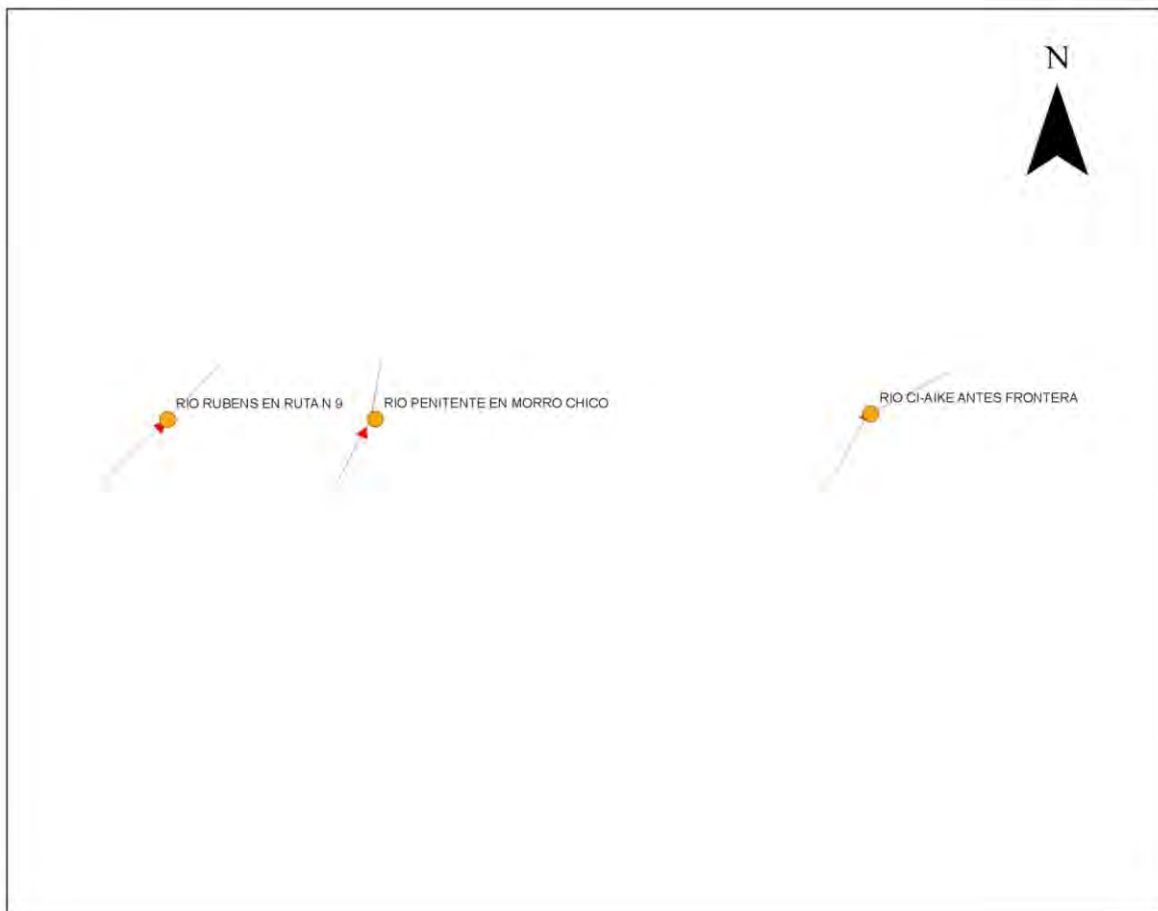 N
RIO RUBENS EN RUTA N 9
RIO PENITENTE EN MORRO CHICO
RIO CI-AIKE ANTES FRONTERA